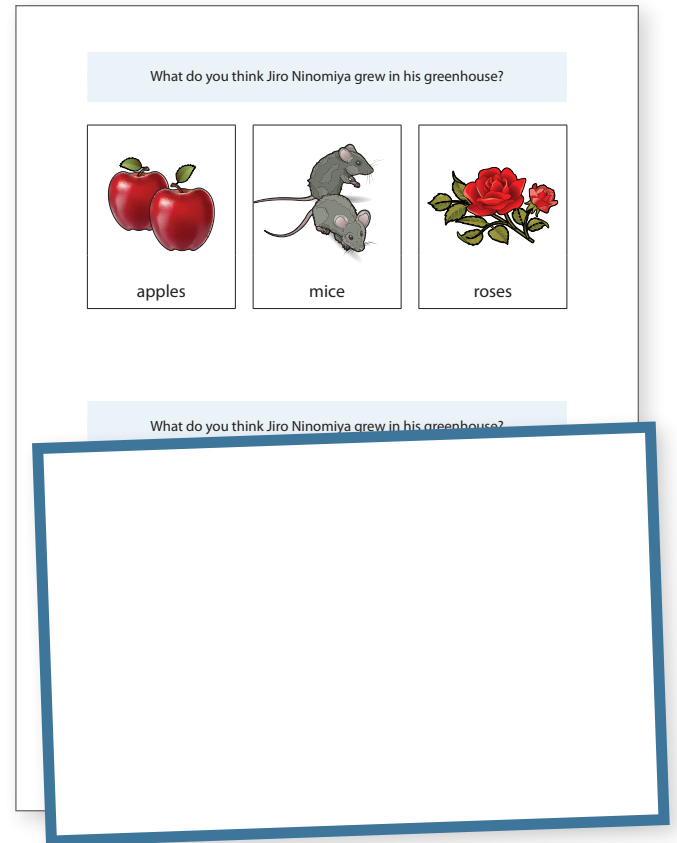 What do you think Jiro Ninomiya grew in his greenhouse?
apples
mice
roses
What do you think Jiro Ninomiya grew in his greenhouse?